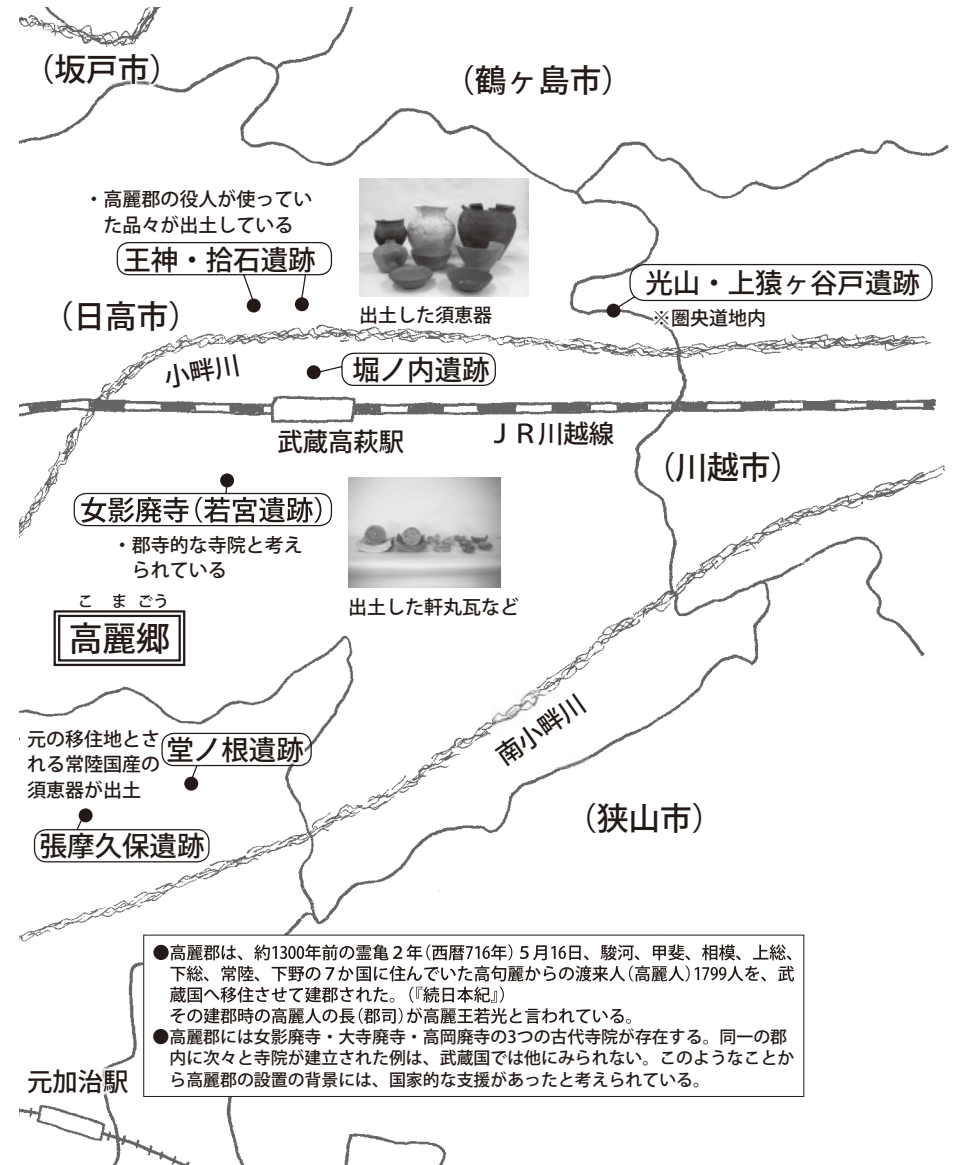 （坂戸市）
（鶴ヶ島市）
・高麗郡の役人が使ってい
た品々が出土している
王神・拾石遺跡
出土した須恵器
光山・上猿ヶ谷戸遺跡
※圏央道地内
（日高市）
小畔川
堀ノ内遺跡
武蔵高萩駅
ＪＲ川越線
（川越市）
女影廃寺（若宮遺跡）
・郡寺的な寺院と考え
られている
出土した軒丸瓦など
こまごう
高麗郷
南小畔川
・元の移住地とさ
れる常陸国産の
須恵器が出土
堂ノ根遺跡
張摩久保遺跡
（狭山市）
●高麗郡は、約1300年前の霊亀２年（西暦716年）５月16日、駿河、甲斐、相模、上総、
下総、常陸、下野の７か国に住んでいた高句麗からの渡来人（高麗人）1799人を、武
蔵国へ移住させて建郡された。（『続日本紀』）
その建郡時の高麗人の長（郡司）が高麗王若光と言われている。
●高麗郡には女影廃寺・大寺廃寺・高岡廃寺の3つの古代寺院が存在する。同一の郡
内に次々と寺院が建立された例は、武蔵国では他にみられない。このようなことか
ら高麗郡の設置の背景には、国家的な支援があったと考えられている。
元加治駅